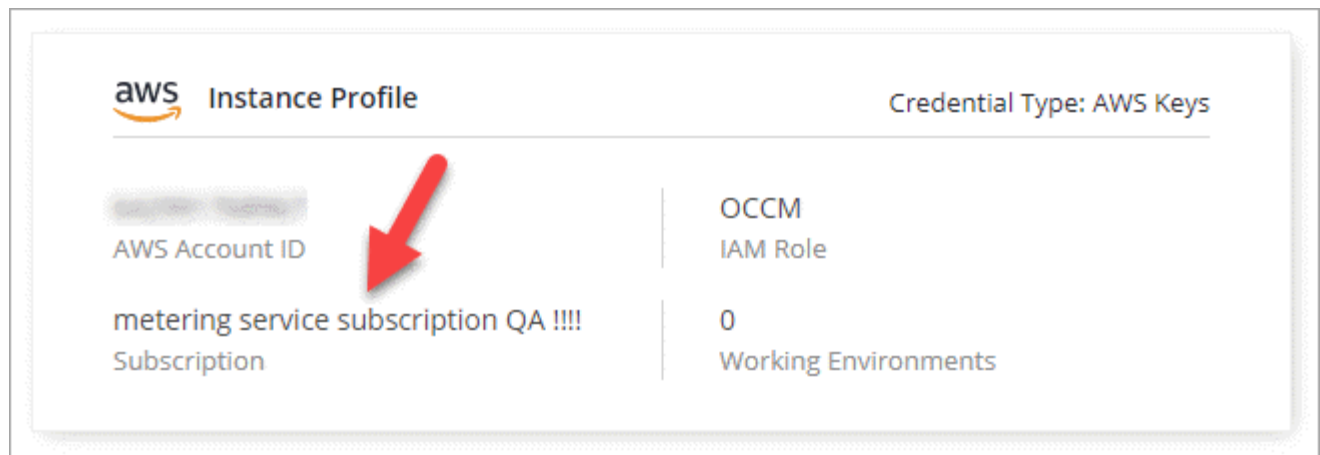 aws Instance Profile
Credential Type: AWS Keys
AWS Account ID
OCCM
IAM Role
metering service subscription QA !!!!
Subscription
0
Working Environments